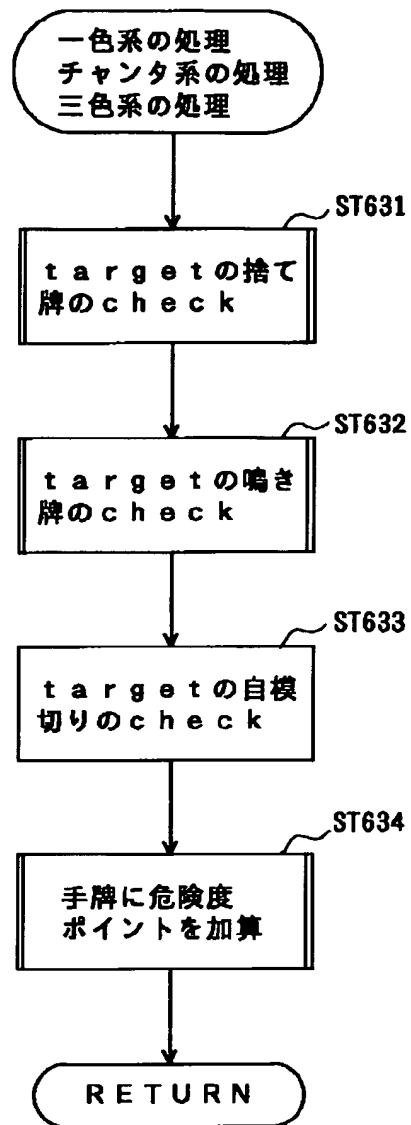 一色系の処理
チャンタ系の処理
三色系の処理
ST631
targetの捨て
牌のcheck
ST632
targetの鳴き
牌のcheck
ST633
targetの自模
切りのcheck
ST634
手牌に危険度
ポイントを加算
RETURN